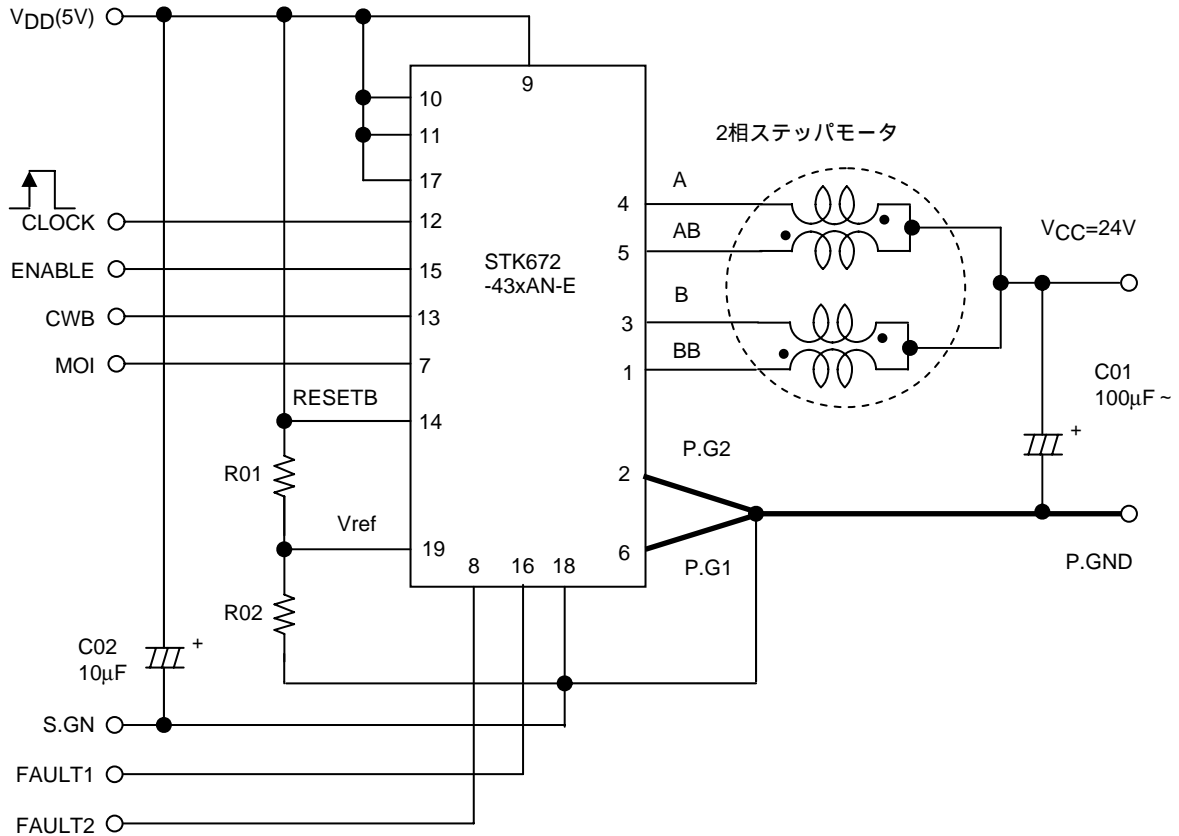 VDD(5V)
9
10
11
17
2相ステッパモータ
CLOCK
12
4
A
VCC=24V
ENABLE
15
5
AB
STK672
-43xAN-E
CWB
13
3
B
MOI
7
1
BB
C01
100μF ~
+
RESETB
14
R01
2
P.G2
Vref
19
6
P.G1
P.GND
8
16
18
R02
C02
10μF
+
S.GN
FAULT1
FAULT2